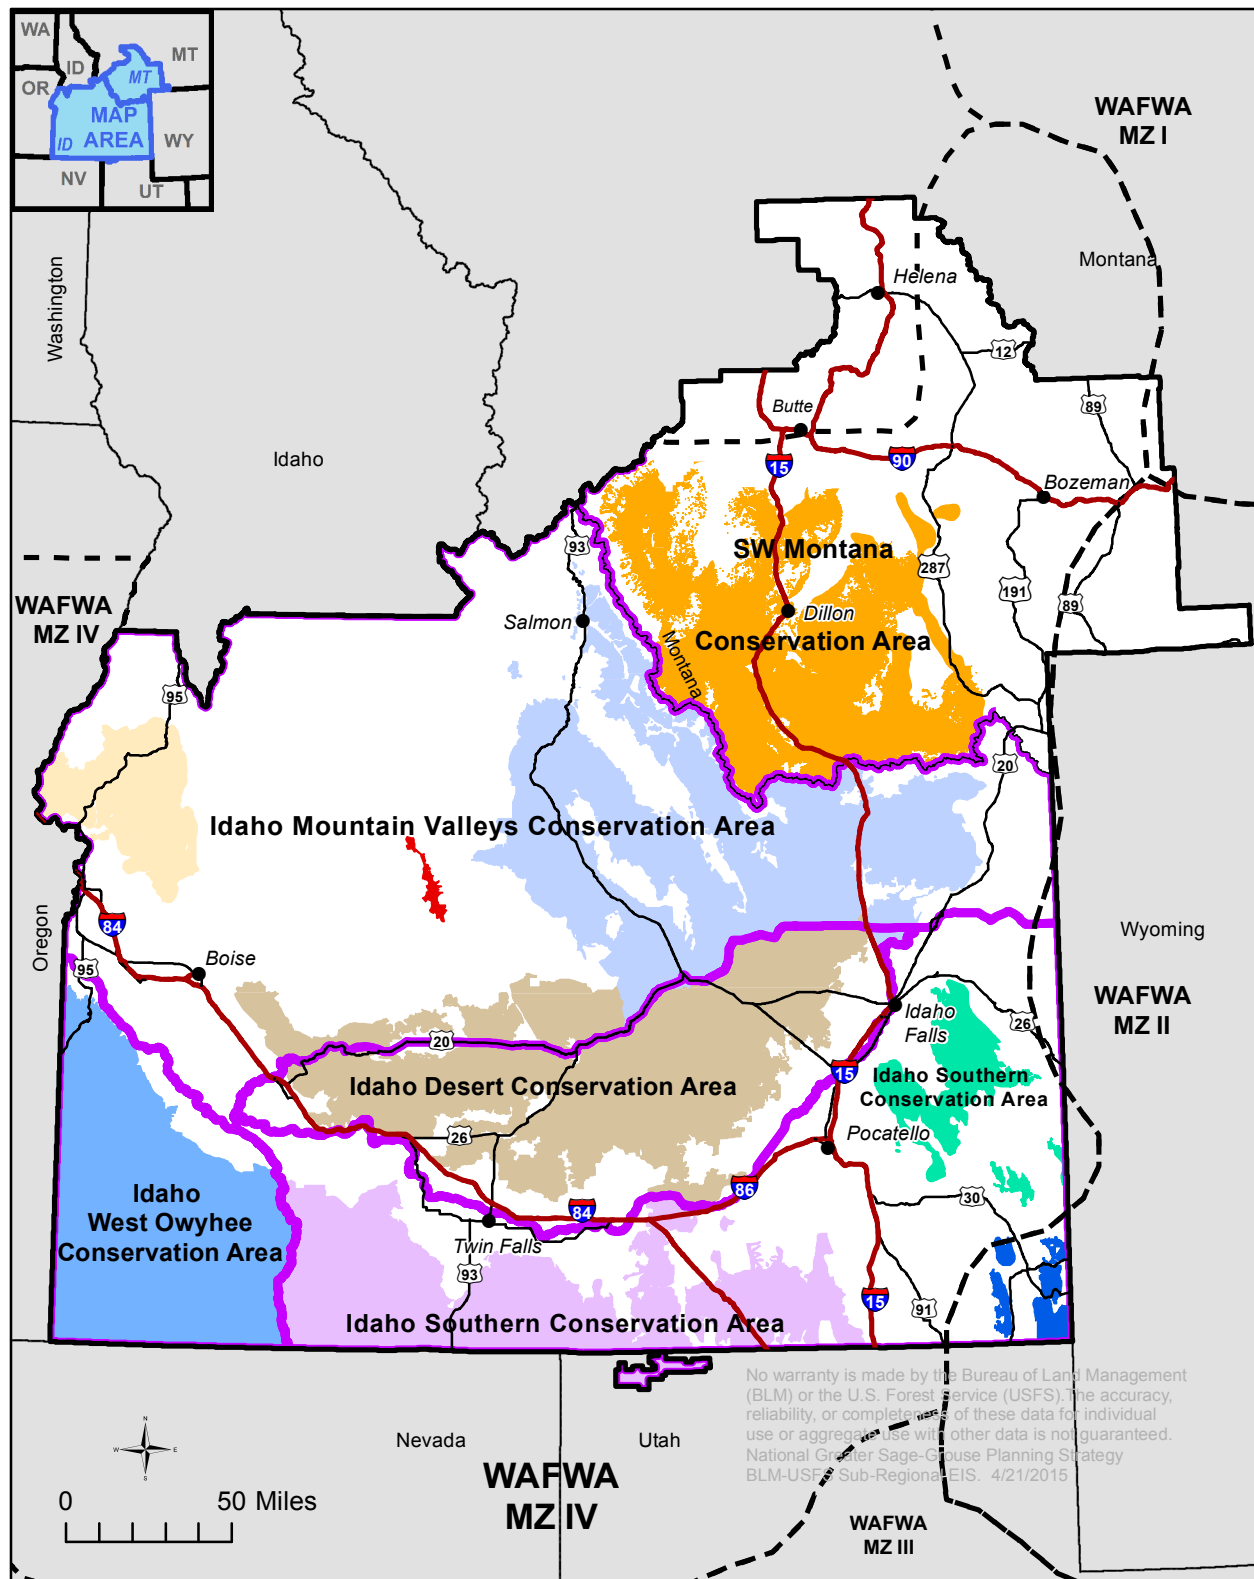 WA
MT
ID
MT
OR
MAP
AREA
ID
WY
NV
UT
WAFWA
MZ I
Washington
Montana
Helena
12
Butte
89
Idaho
15
90
Bozeman
93
SW Montana
287
191
89
WAFWA
MZ IV
Salmon
Dillon
Conservation Area
Montana
95
20
Idaho Mountain Valleys Conservation Area
84
Oregon
Wyoming
95
Boise
WAFWA
MZ II
Idaho
Falls
26
20
15
Idaho Desert Conservation Area
Idaho Southern
Conservation Area
26
Pocatello
86
30
Idaho
West Owyhee
Conservation Area
84
Twin Falls
93
15
91
Idaho Southern Conservation Area
No warranty is made by the Bureau of Land Management
(BLM) or the U.S. Forest Service (USFS). The accuracy,
reliability, or completeness of these data for individual
use or aggregate use with other data is not guaranteed.
National Greater Sage-Grouse Planning Strategy
BLM-USFS Sub-Regional EIS. 4/21/2015
N
W
E
S
Nevada
Utah
WAFWA
MZ IV
0
50 Miles
WAFWA
MZ III